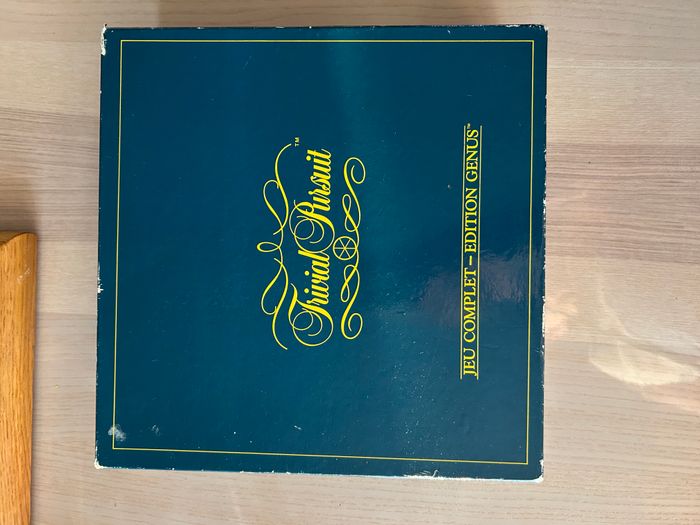 Trivial Pursuit™
JEU COMPLET – EDITION GENUS™